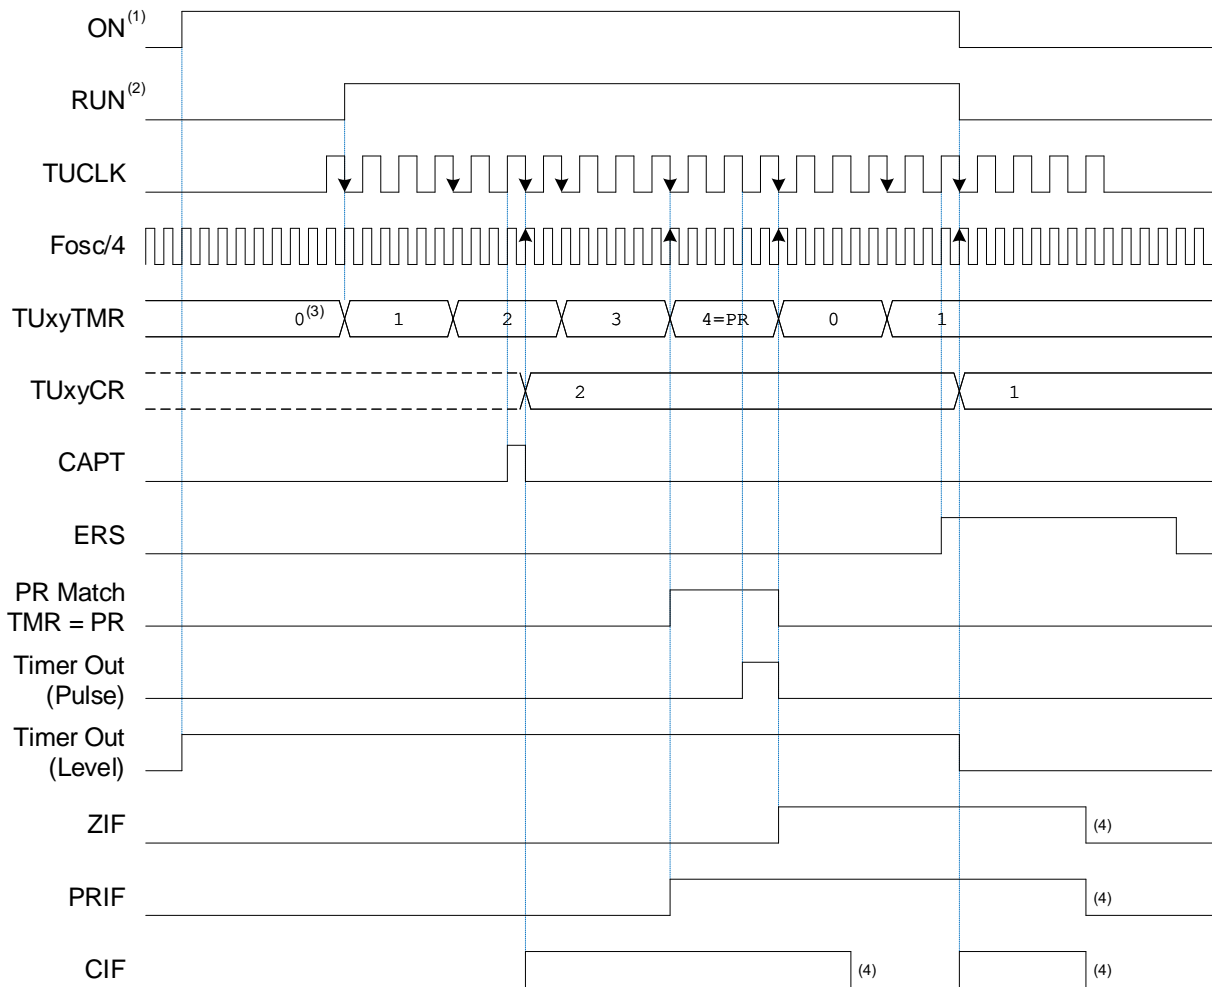 ON(1)
RUN(2)
TUCLK
Fosc/4
TUxyTMR 0(3) 1 2 3 4=PR 0 1
TUxyCR 2 1
CAPT
ERS
PR Match
TMR = PR
Timer Out
(Pulse)
Timer Out
(Level)
ZIF (4)
PRIF (4)
CIF (4) (4)